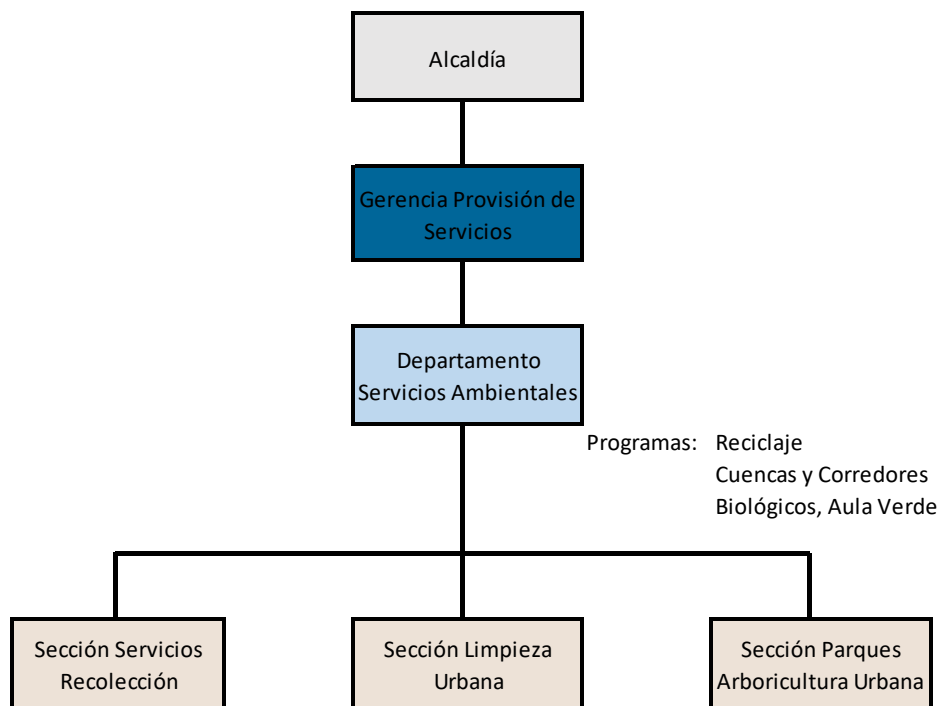 Alcaldía
Gerencia Provisión de
Servicios
Departamento
Servicios Ambientales
Programas: Reciclaje
Cuencas y Corredores
Biológicos, Aula Verde
Sección Servicios
Recolección
Sección Limpieza
Urbana
Sección Parques
Arboricultura Urbana